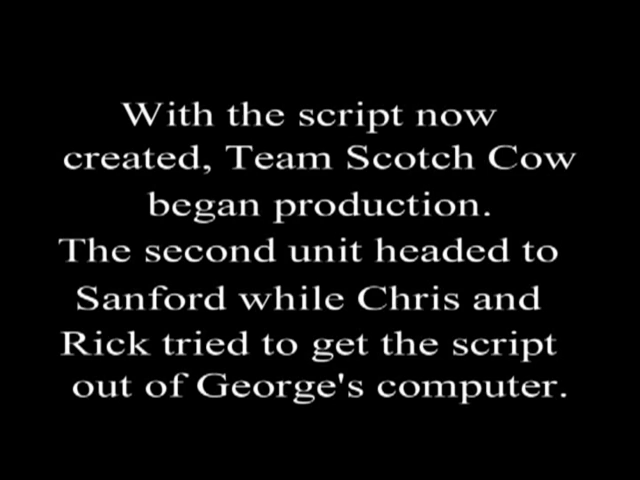 With the script now
created, Team Scotch Cow
began production.
The second unit headed to
Sanford while Chris and
Rick tried to get the script
out of George's computer.